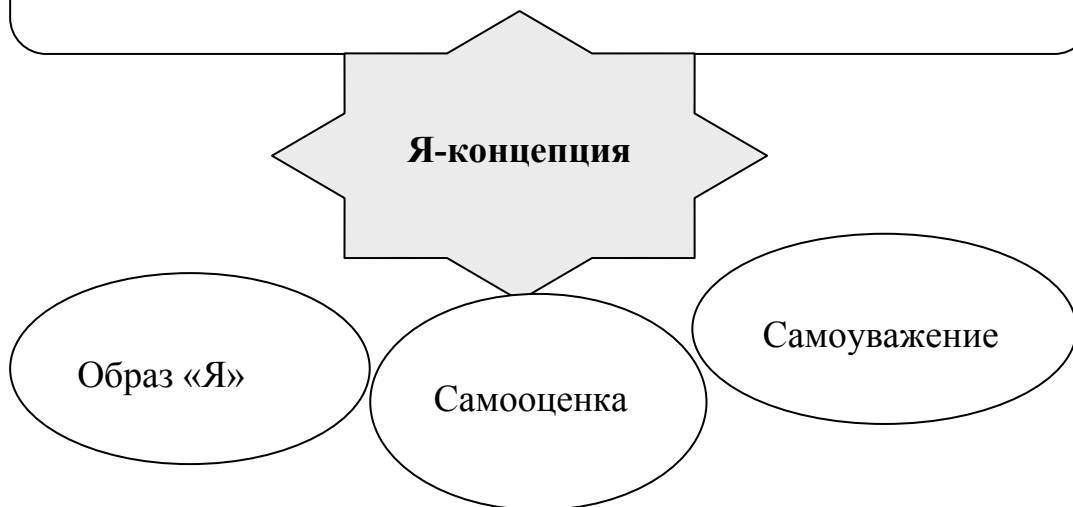 Я-концепция
Образ «Я»
Самооценка
Самоуважение